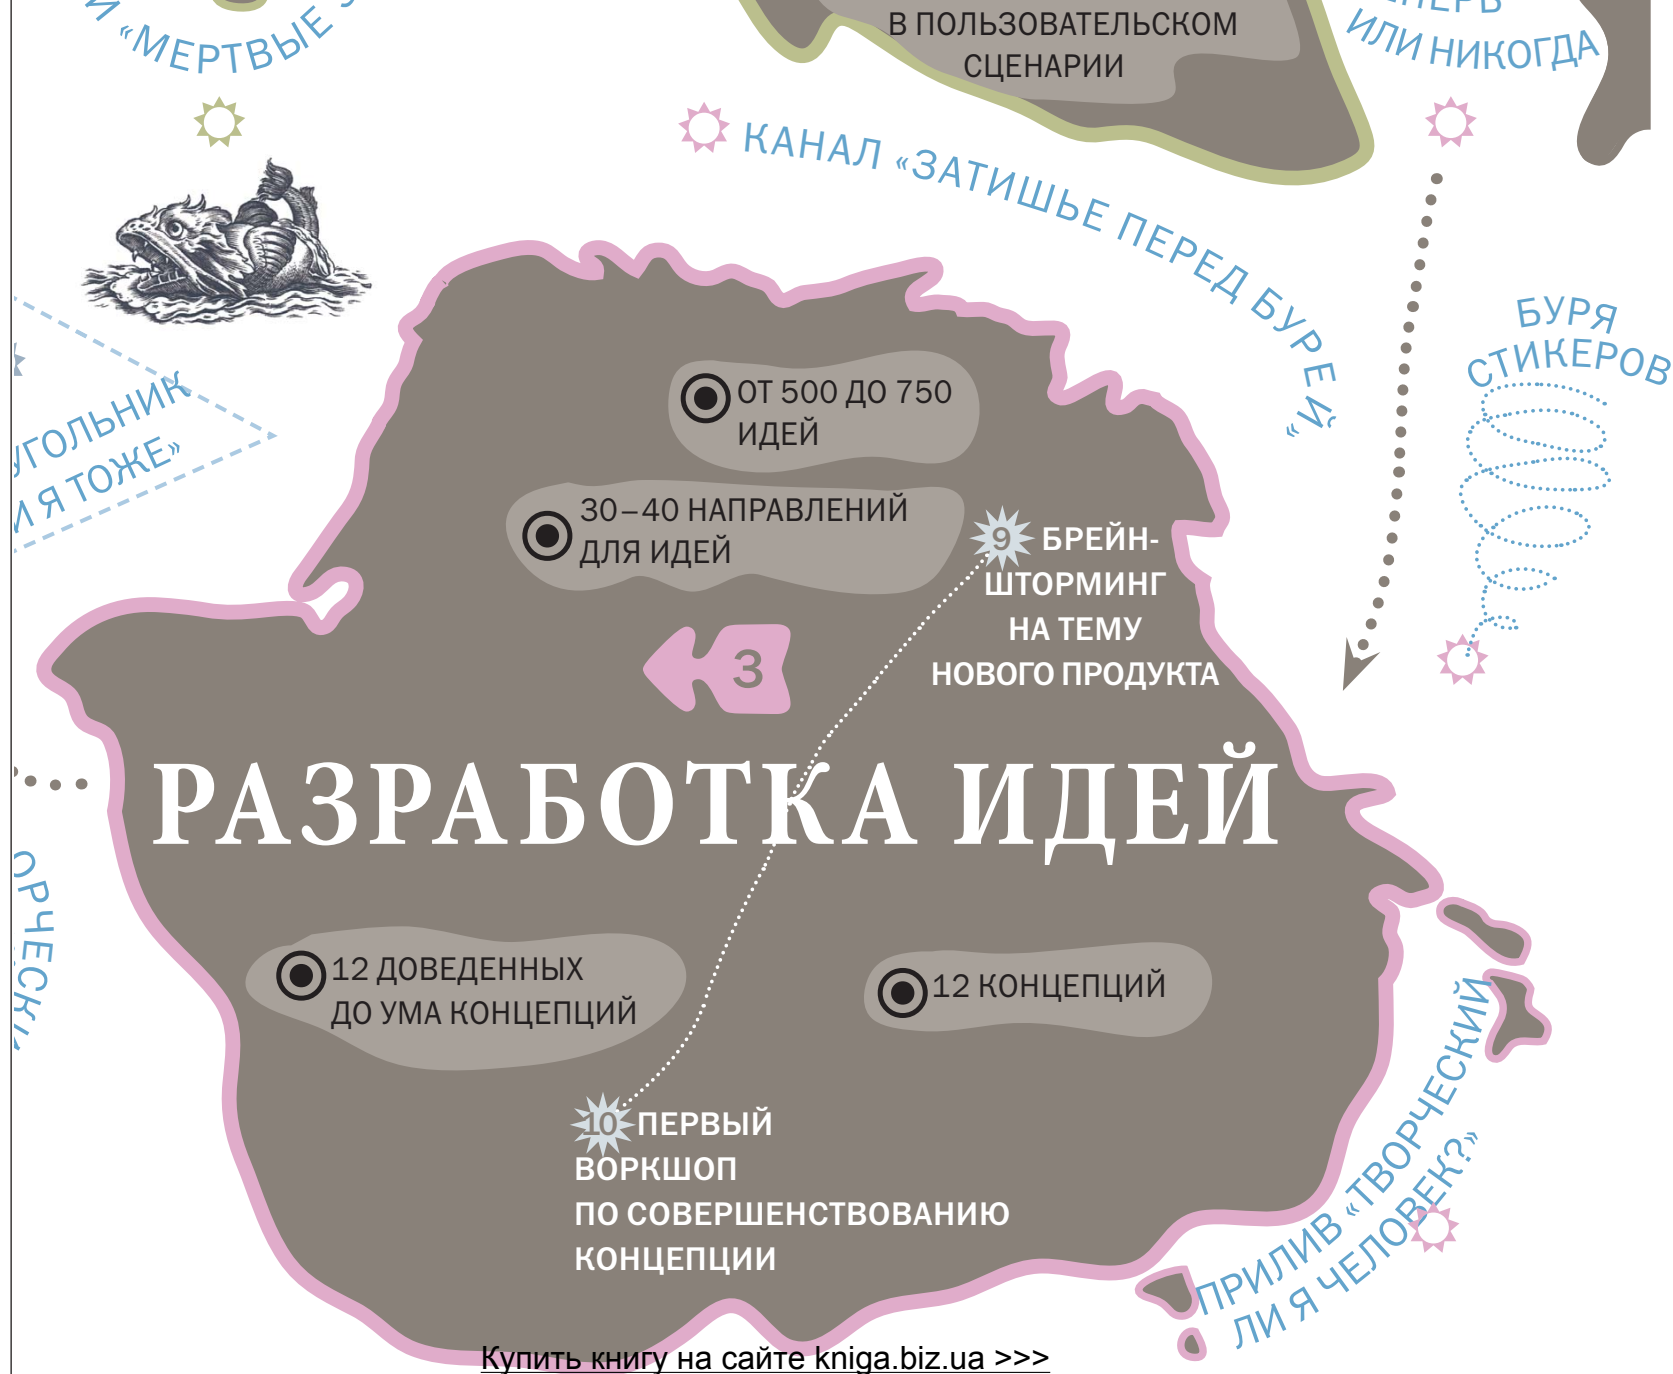 «МЕРТВЫЕ
В ПОЛЬЗОВАТЕЛЬСКОМ
СЦЕНАРИИ
ИЛИ НИКОГДА
КАНАЛ «ЗАТИШЬЕ ПЕРЕД БУРЕЙ»
БУРЯ
СТИКЕРОВ
И Я ТОЖЕ»
ОТ 500 ДО 750
ИДЕЙ
30–40 НАПРАВЛЕНИЙ
ДЛЯ ИДЕЙ
9 БРЕЙН-
ШТОРМИНГ
НА ТЕМУ
НОВОГО ПРОДУКТА
3
РАЗРАБОТКА ИДЕЙ
12 ДОВЕДЕННЫХ
ДО УМА КОНЦЕПЦИЙ
12 КОНЦЕПЦИЙ
10 ПЕРВЫЙ
ВОРКШОП
ПО СОВЕРШЕНСТВОВАНИЮ
КОНЦЕПЦИИ
ПРИЛИВ «ТВОРЧЕСКИЙ
ЛИ Я ЧЕЛОВЕК?»
Купить книгу на сайте kniga.biz.ua >>>